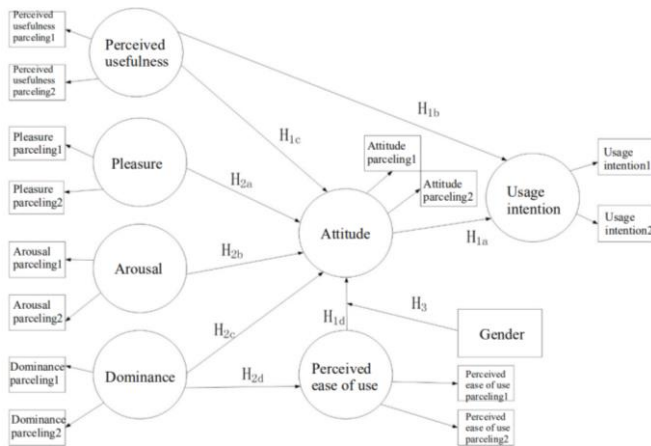 Perceived
usefulness
parceling1
Perceived
usefulness
parceling2
Perceived
usefulness
H1b
H1c
Pleasure
parceling1
Pleasure
parceling2
Pleasure
H2a
Attitude
parceling1
Attitude
parceling2
Usage
intention
Usage
intention1
Usage
intention2
Attitude
H1a
Arousal
parceling1
Arousal
parceling2
Arousal
H2b
H2c
H1d
H3
Gender
Dominance
parceling1
Dominance
parceling2
Dominance
H2d
Perceived
ease of use
Perceived
ease of use
parceling1
Perceived
ease of use
parceling2